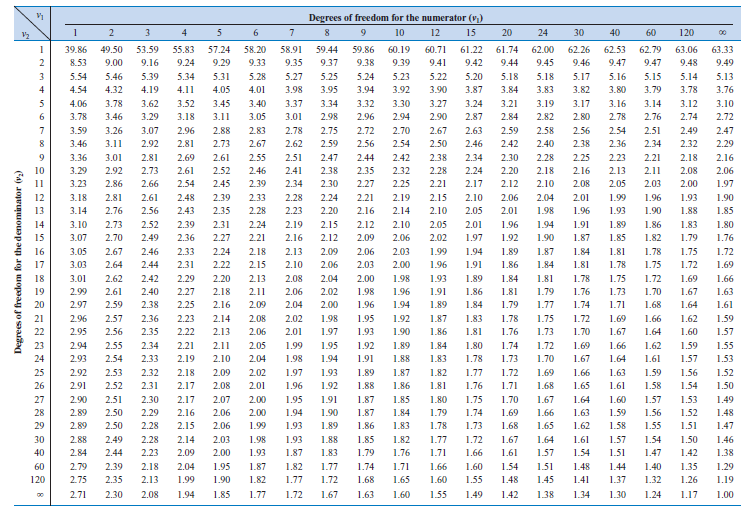 ν₁ Degrees of freedom for the numerator (ν₁)
ν₂ 1 2 3 4 5 6 7 8 9 10 12 15 20 24 30 40 60 120 ∞
Degrees of freedom for the denominator (ν₂)
1 39.86 49.50 53.59 55.83 57.24 58.20 58.91 59.44 59.86 60.19 60.71 61.22 61.74 62.00 62.26 62.53 62.79 63.06 63.33
2 8.53 9.00 9.16 9.24 9.29 9.33 9.35 9.37 9.38 9.39 9.41 9.42 9.44 9.45 9.46 9.47 9.47 9.48 9.49
3 5.54 5.46 5.39 5.34 5.31 5.28 5.27 5.25 5.24 5.23 5.22 5.20 5.18 5.18 5.17 5.16 5.15 5.14 5.13
4 4.54 4.32 4.19 4.11 4.05 4.01 3.98 3.95 3.94 3.92 3.90 3.87 3.84 3.83 3.82 3.80 3.79 3.78 3.76
5 4.06 3.78 3.62 3.52 3.45 3.40 3.37 3.34 3.32 3.30 3.27 3.24 3.21 3.19 3.17 3.16 3.14 3.12 3.10
6 3.78 3.46 3.29 3.18 3.11 3.05 3.01 2.98 2.96 2.94 2.90 2.87 2.84 2.82 2.80 2.78 2.76 2.74 2.72
7 3.59 3.26 3.07 2.96 2.88 2.83 2.78 2.75 2.72 2.70 2.67 2.63 2.59 2.58 2.56 2.54 2.51 2.49 2.47
8 3.46 3.11 2.92 2.81 2.73 2.67 2.62 2.59 2.56 2.54 2.50 2.46 2.42 2.40 2.38 2.36 2.34 2.32 2.29
9 3.36 3.01 2.81 2.69 2.61 2.55 2.51 2.47 2.44 2.42 2.38 2.34 2.30 2.28 2.25 2.23 2.21 2.18 2.16
10 3.29 2.92 2.73 2.61 2.52 2.46 2.41 2.38 2.35 2.32 2.28 2.24 2.20 2.18 2.16 2.13 2.11 2.08 2.06
11 3.23 2.86 2.66 2.54 2.45 2.39 2.34 2.30 2.27 2.25 2.21 2.17 2.12 2.10 2.08 2.05 2.03 2.00 1.97
12 3.18 2.81 2.61 2.48 2.39 2.33 2.28 2.24 2.21 2.19 2.15 2.10 2.06 2.04 2.01 1.99 1.96 1.93 1.90
13 3.14 2.76 2.56 2.43 2.35 2.28 2.23 2.20 2.16 2.14 2.10 2.05 2.01 1.98 1.96 1.93 1.90 1.88 1.85
14 3.10 2.73 2.52 2.39 2.31 2.24 2.19 2.15 2.12 2.10 2.05 2.01 1.96 1.94 1.91 1.89 1.86 1.83 1.80
15 3.07 2.70 2.49 2.36 2.27 2.21 2.16 2.12 2.09 2.06 2.02 1.97 1.92 1.90 1.87 1.85 1.82 1.79 1.76
16 3.05 2.67 2.46 2.33 2.24 2.18 2.13 2.09 2.06 2.03 1.99 1.94 1.89 1.87 1.84 1.81 1.78 1.75 1.72
17 3.03 2.64 2.44 2.31 2.22 2.15 2.10 2.06 2.03 2.00 1.96 1.91 1.86 1.84 1.81 1.78 1.75 1.72 1.69
18 3.01 2.62 2.42 2.29 2.20 2.13 2.08 2.04 2.00 1.98 1.93 1.89 1.84 1.81 1.78 1.75 1.72 1.69 1.66
19 2.99 2.61 2.40 2.27 2.18 2.11 2.06 2.02 1.98 1.96 1.91 1.86 1.81 1.79 1.76 1.73 1.70 1.67 1.63
20 2.97 2.59 2.38 2.25 2.16 2.09 2.04 2.00 1.96 1.94 1.89 1.84 1.79 1.77 1.74 1.71 1.68 1.64 1.61
21 2.96 2.57 2.36 2.23 2.14 2.08 2.02 1.98 1.95 1.92 1.87 1.83 1.78 1.75 1.72 1.69 1.66 1.62 1.59
22 2.95 2.56 2.35 2.22 2.13 2.06 2.01 1.97 1.93 1.90 1.86 1.81 1.76 1.73 1.70 1.67 1.64 1.60 1.57
23 2.94 2.55 2.34 2.21 2.11 2.05 1.99 1.95 1.92 1.89 1.84 1.80 1.74 1.72 1.69 1.66 1.62 1.59 1.55
24 2.93 2.54 2.33 2.19 2.10 2.04 1.98 1.94 1.91 1.88 1.83 1.78 1.73 1.70 1.67 1.64 1.61 1.57 1.53
25 2.92 2.53 2.32 2.18 2.09 2.02 1.97 1.93 1.89 1.87 1.82 1.77 1.72 1.69 1.66 1.63 1.59 1.56 1.52
26 2.91 2.52 2.31 2.17 2.08 2.01 1.96 1.92 1.88 1.86 1.81 1.76 1.71 1.68 1.65 1.61 1.58 1.54 1.50
27 2.90 2.51 2.30 2.17 2.07 2.00 1.95 1.91 1.87 1.85 1.80 1.75 1.70 1.67 1.64 1.60 1.57 1.53 1.49
28 2.89 2.50 2.29 2.16 2.06 2.00 1.94 1.90 1.87 1.84 1.79 1.74 1.69 1.66 1.63 1.59 1.56 1.52 1.48
29 2.89 2.50 2.28 2.15 2.06 1.99 1.93 1.89 1.86 1.83 1.78 1.73 1.68 1.65 1.62 1.58 1.55 1.51 1.47
30 2.88 2.49 2.28 2.14 2.03 1.98 1.93 1.88 1.85 1.82 1.77 1.72 1.67 1.64 1.61 1.57 1.54 1.50 1.46
40 2.84 2.44 2.23 2.09 2.00 1.93 1.87 1.83 1.79 1.76 1.71 1.66 1.61 1.57 1.54 1.51 1.47 1.42 1.38
60 2.79 2.39 2.18 2.04 1.95 1.87 1.82 1.77 1.74 1.71 1.66 1.60 1.54 1.51 1.48 1.44 1.40 1.35 1.29
120 2.75 2.35 2.13 1.99 1.90 1.82 1.77 1.72 1.68 1.65 1.60 1.55 1.48 1.45 1.41 1.37 1.32 1.26 1.19
∞ 2.71 2.30 2.08 1.94 1.85 1.77 1.72 1.67 1.63 1.60 1.55 1.49 1.42 1.38 1.34 1.30 1.24 1.17 1.00